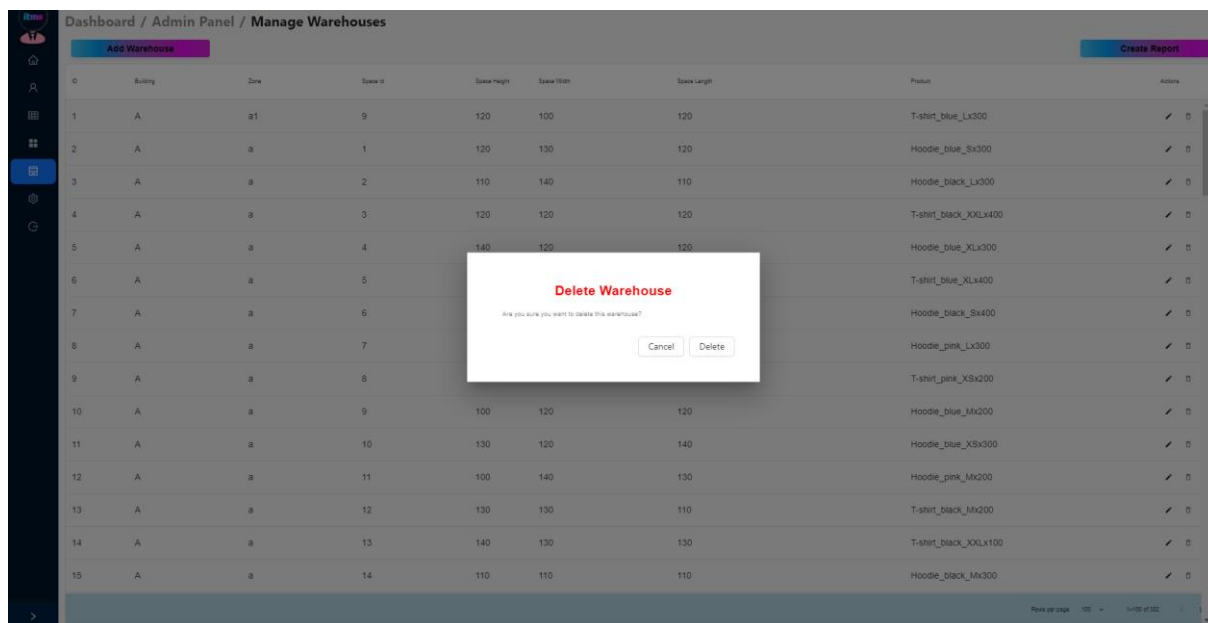 itms
Dashboard / Admin Panel / Manage Warehouses
Add Warehouse Create Report
ID Building Zone Space Id Space Height Space Width Space Length Product Actions
1 A a1 9 120 100 120 T-shirt_blue_Lx300
2 A a 1 120 130 120 Hoodie_blue_Sx300
3 A a 2 110 140 110 Hoodie_black_Lx300
4 A a 3 120 120 120 T-shirt_black_XXLx400
5 A a 4 140 120 120 Hoodie_blue_XLx300
6 A a 5 T-shirt_blue_XLx400
7 A a 6 Hoodie_black_Sx400
8 A a 7 Hoodie_pink_Lx300
9 A a 8 T-shirt_pink_XSx200
Delete Warehouse
Are you sure you want to delete this warehouse?
Cancel Delete
10 A a 9 100 120 120 Hoodie_blue_Mx200
11 A a 10 130 120 140 Hoodie_blue_XSx300
12 A a 11 100 140 130 Hoodie_pink_Mx200
13 A a 12 130 130 110 T-shirt_black_Mx200
14 A a 13 140 130 130 T-shirt_black_XXLx100
15 A a 14 110 110 110 Hoodie_black_Mx300
Rows per page 100 1–100 of 302